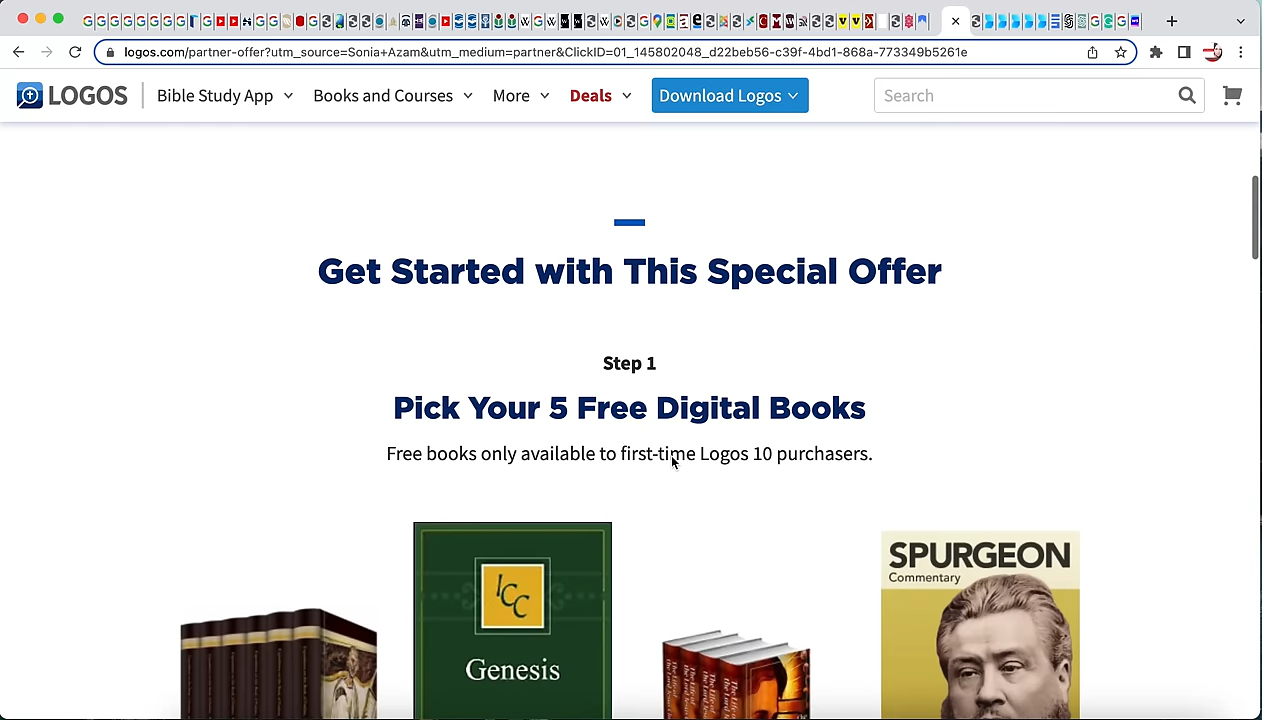 logos.com/partner-offer?utm_source=Sonia+Azam&utm_medium=partner&ClickID=01_145802048_d22beb56-c39f-4bd1-868a-773349b5261e
LOGOS
Bible Study App
Books and Courses
More
Deals
Download Logos
Search
Get Started with This Special Offer
Step 1
Pick Your 5 Free Digital Books
Free books only available to first-time Logos 10 purchasers.
ICC
Genesis
SPURGEON
Commentary